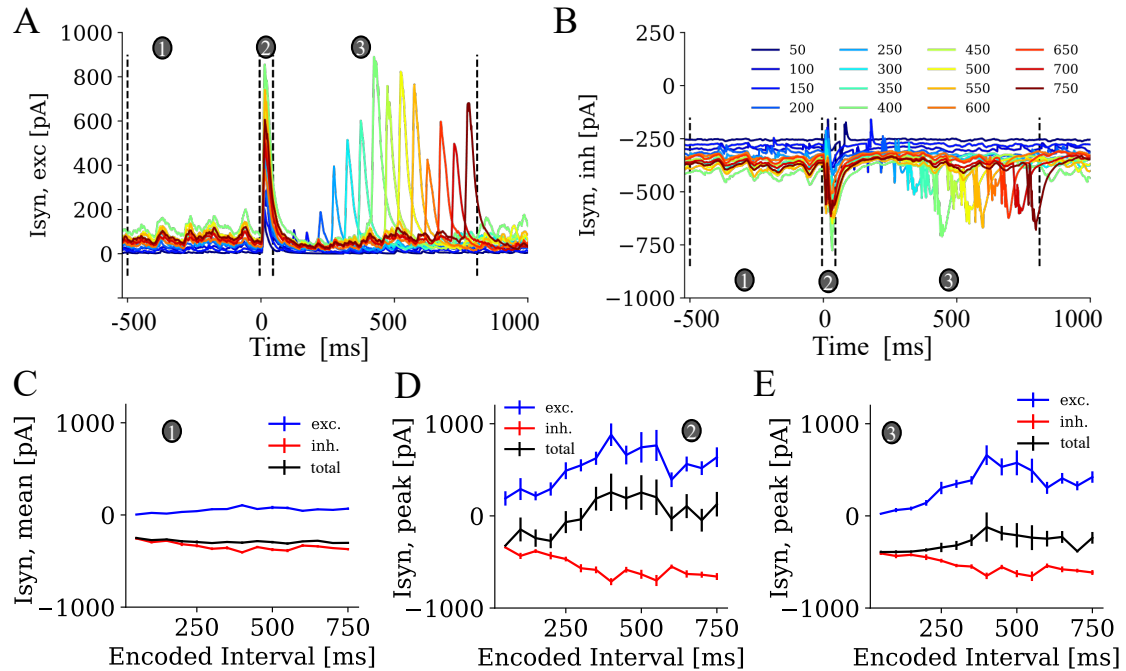 A
1000
800
600
400
200
0
Isyn, exc [pA]
1
2
3
-500
0
500
1000
Time [ms]
B
250
0
−250
−500
−750
−1000
Isyn, inh [pA]
50
100
150
200
250
300
350
400
450
500
550
600
650
700
750
1
2
3
-500
0
500
1000
Time [ms]
C
1000
0
−1000
Isyn, mean [pA]
1
exc.
inh.
total
250
500
750
Encoded Interval [ms]
D
1000
0
−1000
Isyn, peak [pA]
exc.
inh.
total
2
250
500
750
Encoded Interval [ms]
E
1000
0
−1000
Isyn, peak [pA]
3
exc.
inh.
total
250
500
750
Encoded Interval [ms]